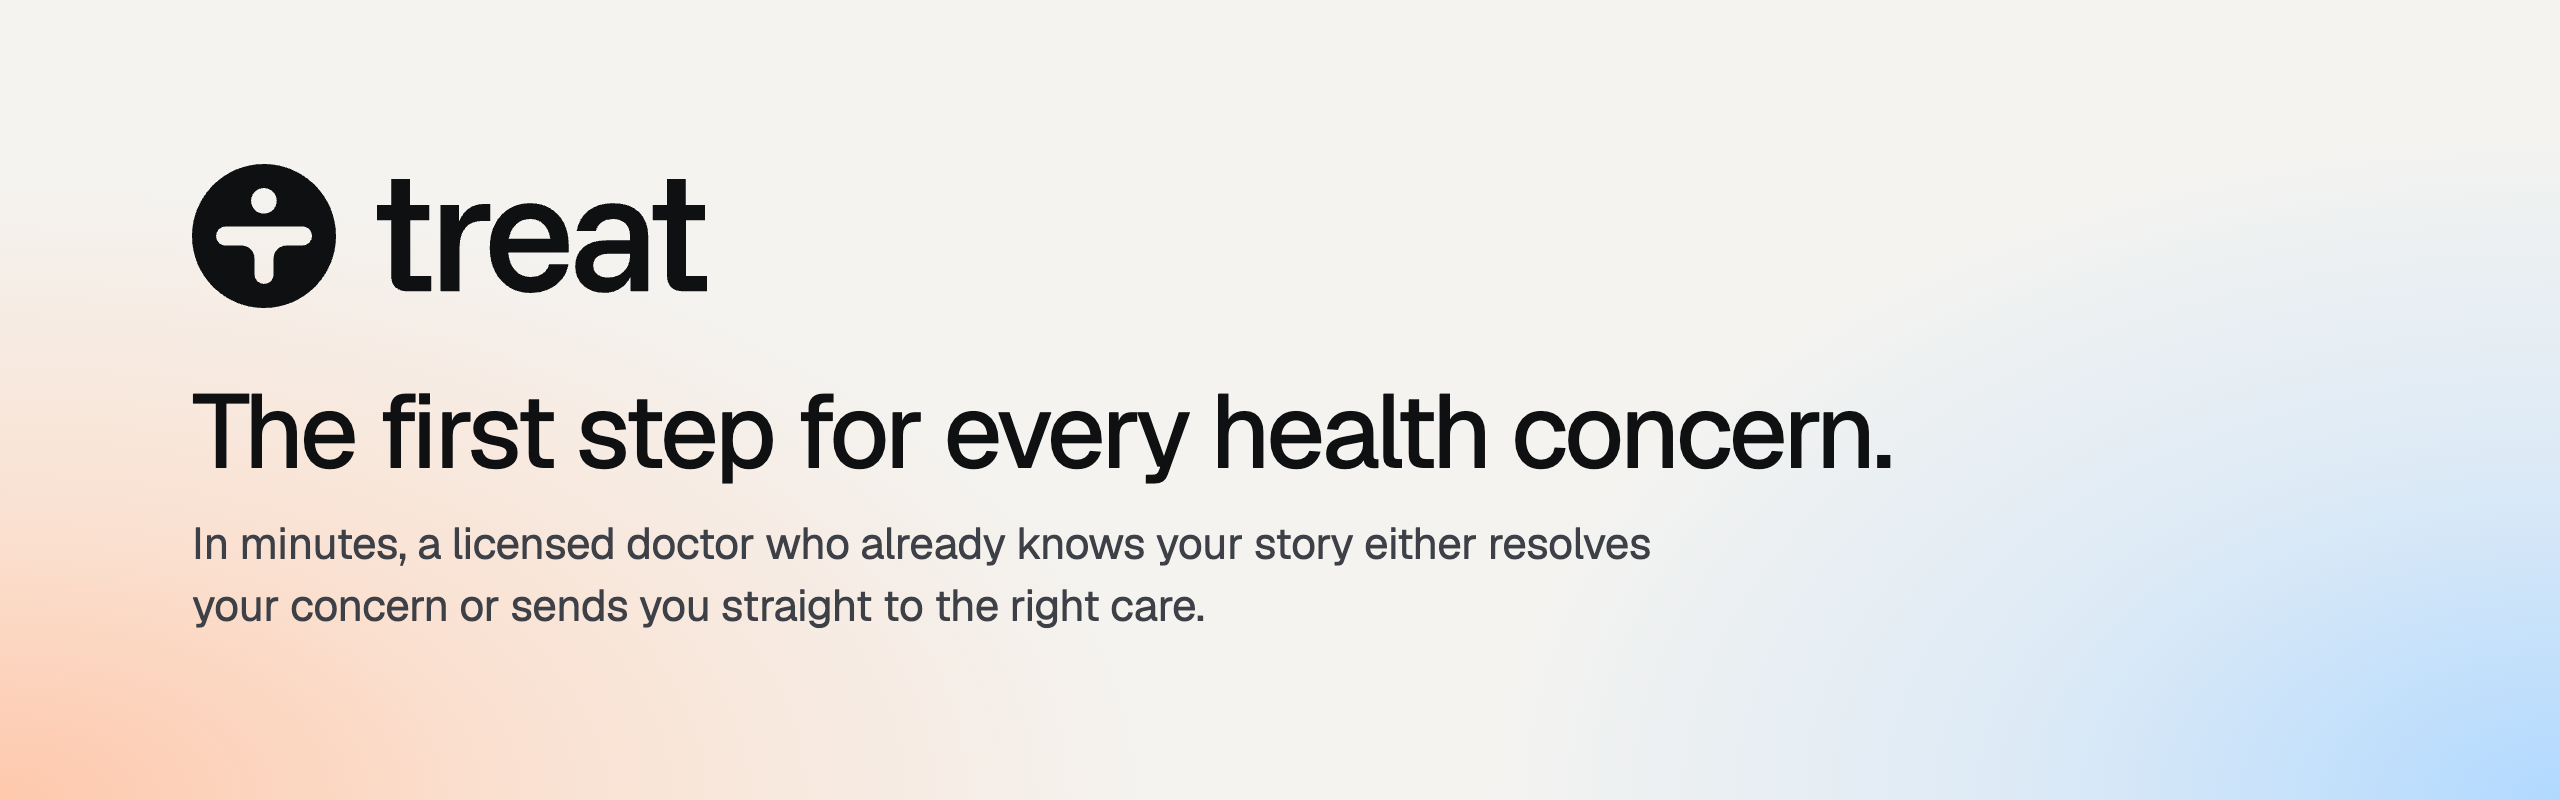 treat
The first step for every health concern.
In minutes, a licensed doctor who already knows your story either resolves
your concern or sends you straight to the right care.